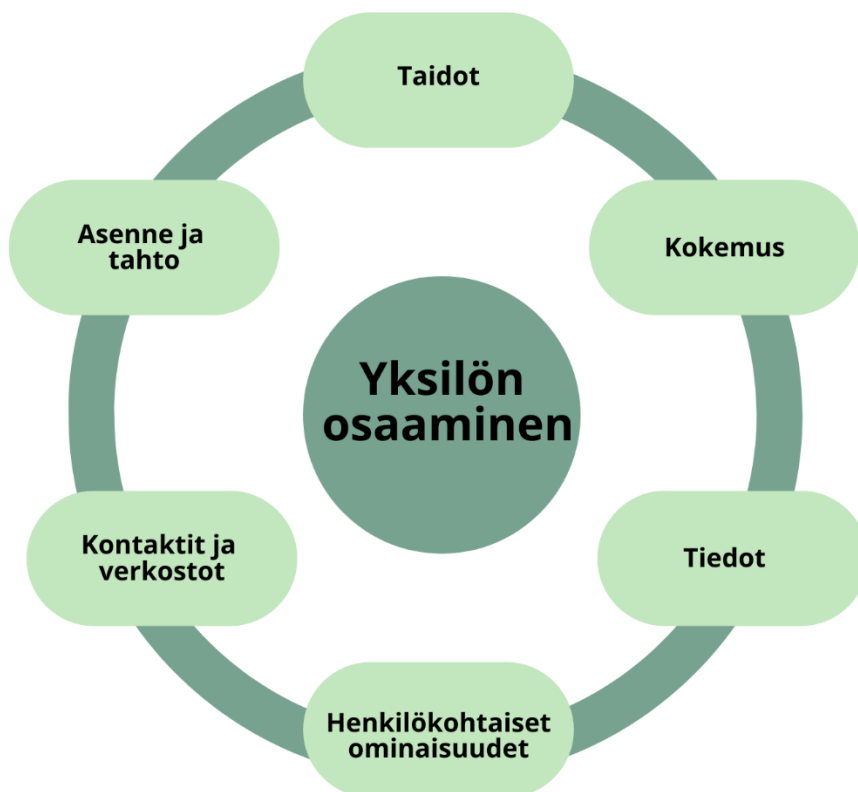 Taidot
Asenne ja
tahto
Kokemus
Yksilön
osaaminen
Kontaktit ja
verkostot
Tiedot
Henkilökohtaiset
ominaisuudet